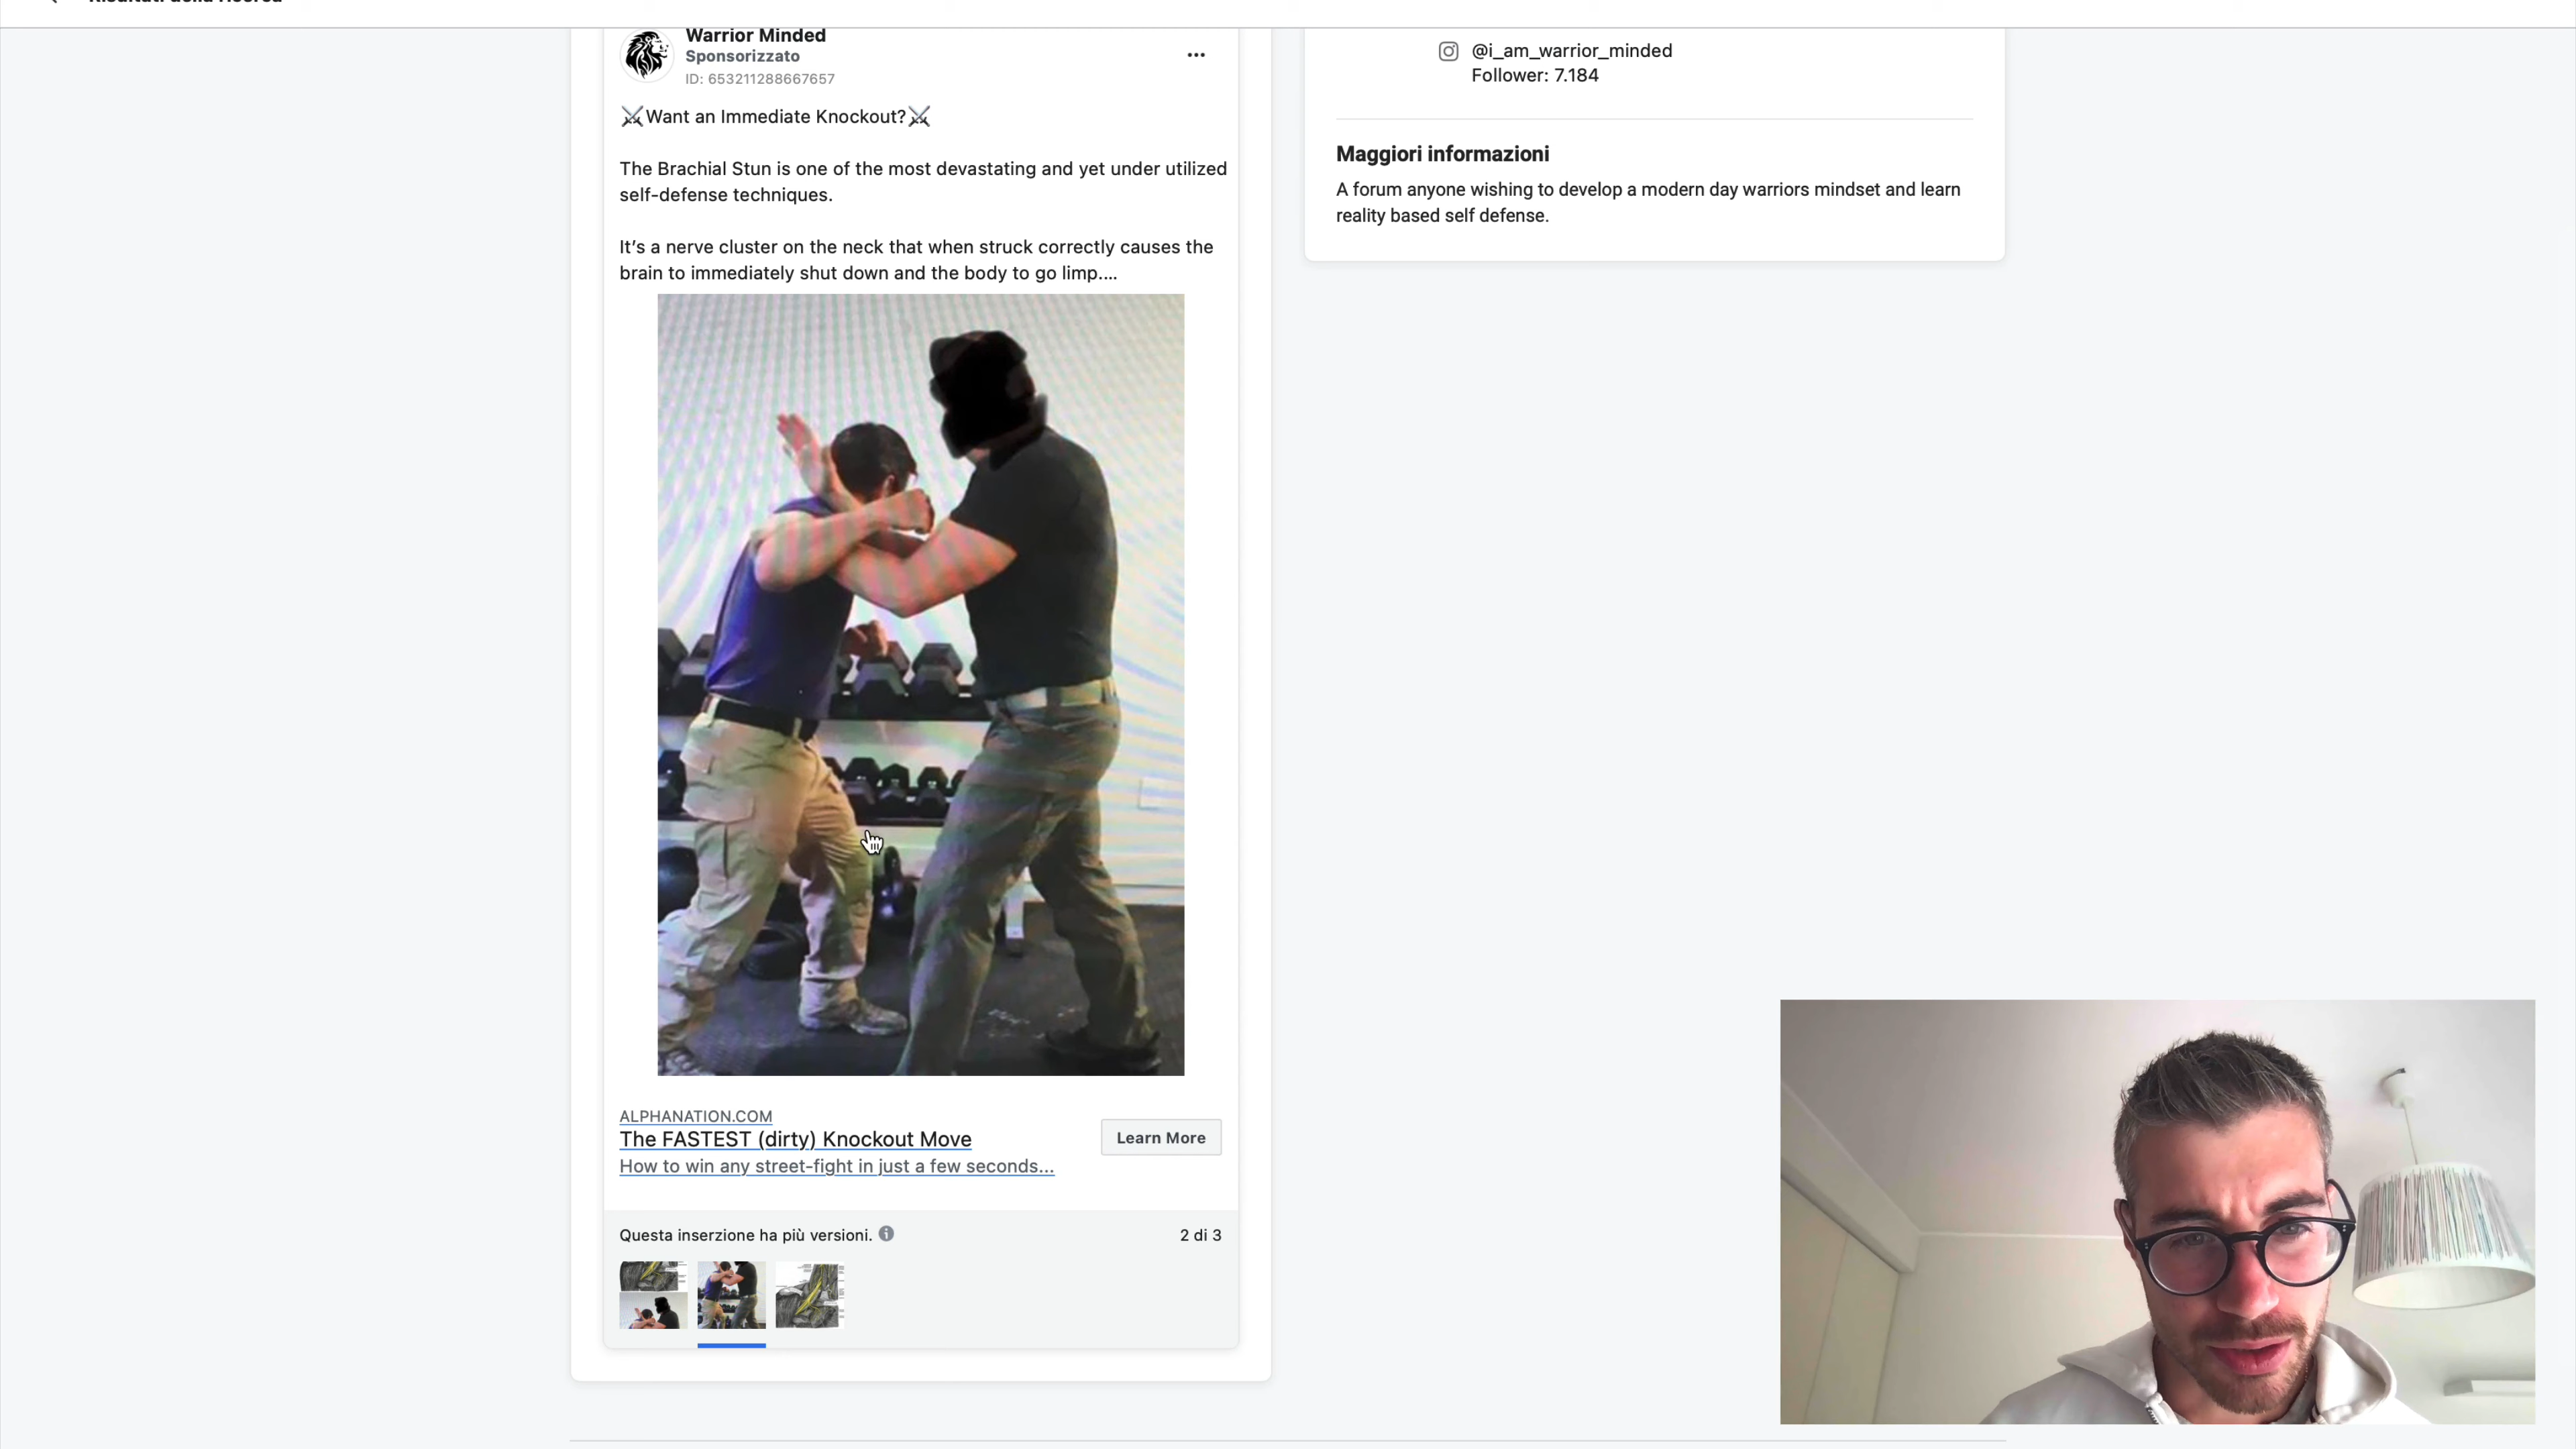 Risultati della ricerca
Warrior Minded
Sponsorizzato
ID: 653211288667657
⚔Want an Immediate Knockout?⚔
The Brachial Stun is one of the most devastating and yet under utilized
self-defense techniques.
It’s a nerve cluster on the neck that when struck correctly causes the
brain to immediately shut down and the body to go limp....
ALPHANATION.COM
The FASTEST (dirty) Knockout Move
How to win any street-fight in just a few seconds...
Learn More
Questa inserzione ha più versioni.
2 di 3
@i_am_warrior_minded
Follower: 7.184
Maggiori informazioni
A forum anyone wishing to develop a modern day warriors mindset and learn
reality based self defense.